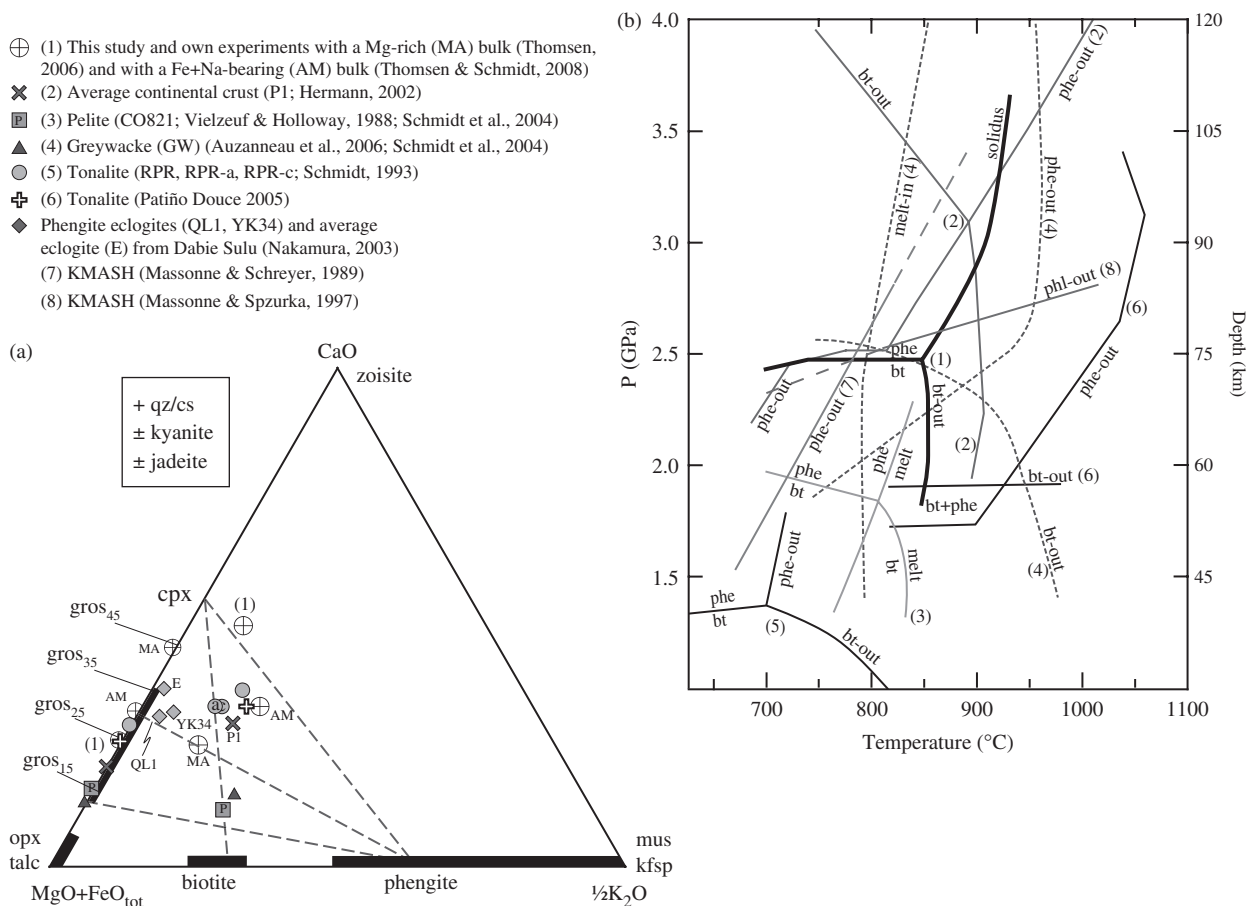 (1) This study and own experiments with a Mg-rich (MA) bulk (Thomsen,
2006) and with a Fe+Na-bearing (AM) bulk (Thomsen & Schmidt, 2008)
(2) Average continental crust (P1; Hermann, 2002)
(3) Pelite (CO821; Vielzeuf & Holloway, 1988; Schmidt et al., 2004)
(4) Greywacke (GW) (Auzanneau et al., 2006; Schmidt et al., 2004)
(5) Tonalite (RPR, RPR-a, RPR-c; Schmidt, 1993)
(6) Tonalite (Patiño Douce 2005)
Phengite eclogites (QL1, YK34) and average
eclogite (E) from Dabie Sulu (Nakamura, 2003)
(7) KMASH (Massonne & Schreyer, 1989)
(8) KMASH (Massonne & Spzurka, 1997)
P
(a)
CaO
zoisite
+ qz/cs
± kyanite
± jadeite
cpx
(1)
gros45
MA
gros35
E
AM
gros25
YK34
a
c
AM
(1)
QL1
P1
MA
gros15
P
P
opx
talc
mus
kfsp
biotite
phengite
MgO+FeOtot
½K2O
(b)
4.0
3.5
3.0
2.5
2.0
1.5
P (GPa)
120
105
90
75
60
45
Depth (km)
700
800
900
1000
1100
Temperature (°C)
bt-out
phe-out (2)
solidus
melt-in (4)
phe-out (4)
(2)
phl-out (8)
(6)
phe
bt
(1)
phe-out
phe-out (7)
bt-out
phe-out
(2)
phe
melt
phe
bt
bt-out (6)
bt+phe
phe-out
melt
bt
bt-out
(4)
(3)
phe
bt
(5)
bt-out